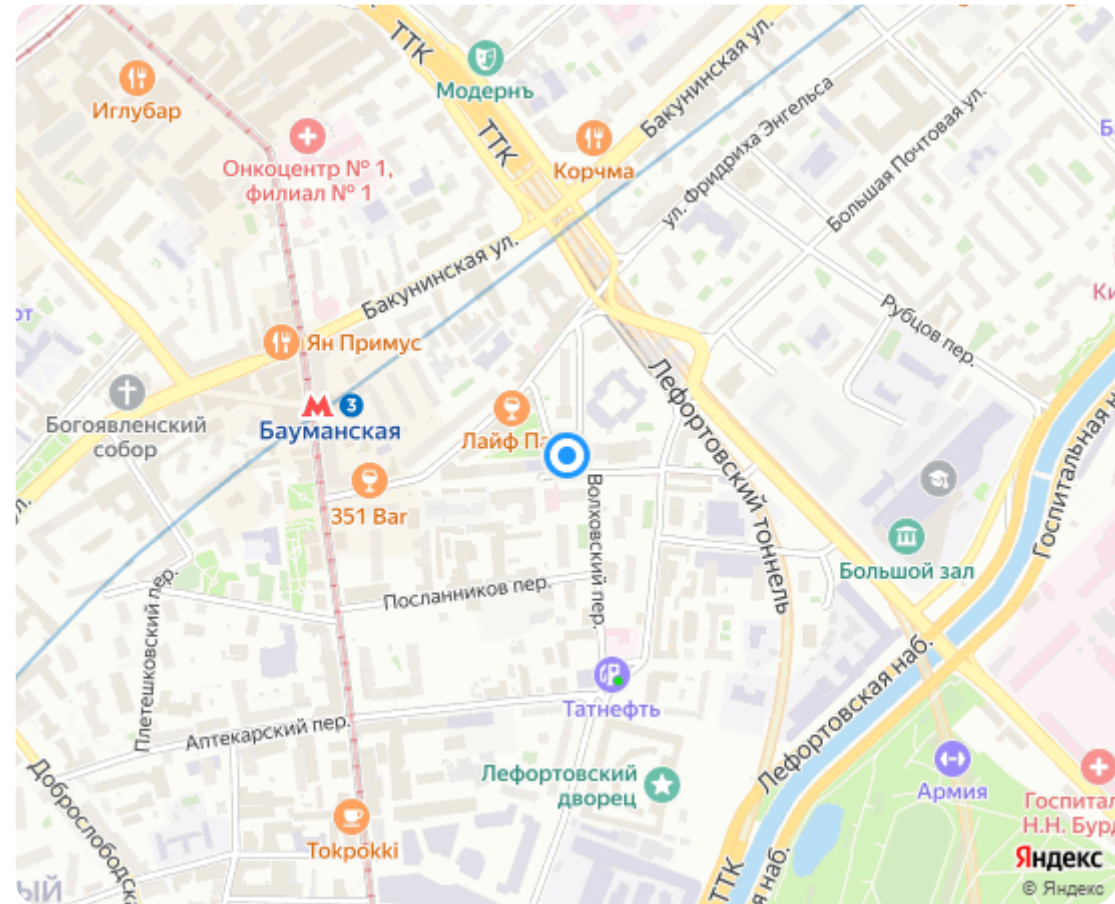 ТТК
Модернъ
Бакунинская ул.
Иглубар
ТТК
ул. Фридриха Энгельса
Большая Почтовая ул.
Онкоцентр № 1,
филиал № 1
Корчма
Бакунинская ул.
Рубцов пер.
Ян Примус
Богоявленский
собор
3
Бауманская
Лайф
Лефортовский тоннель
Госпитальная
351 Bar
Волховский пер.
Большой зал
Посланников пер.
Плетешковский пер.
Татнефть
Лефортовская наб.
Аптекарский пер.
Лефортовский
дворец
Армия
Tokpokki
ТТК
наб.
Н.Н.
Яндекс
© Яндекс